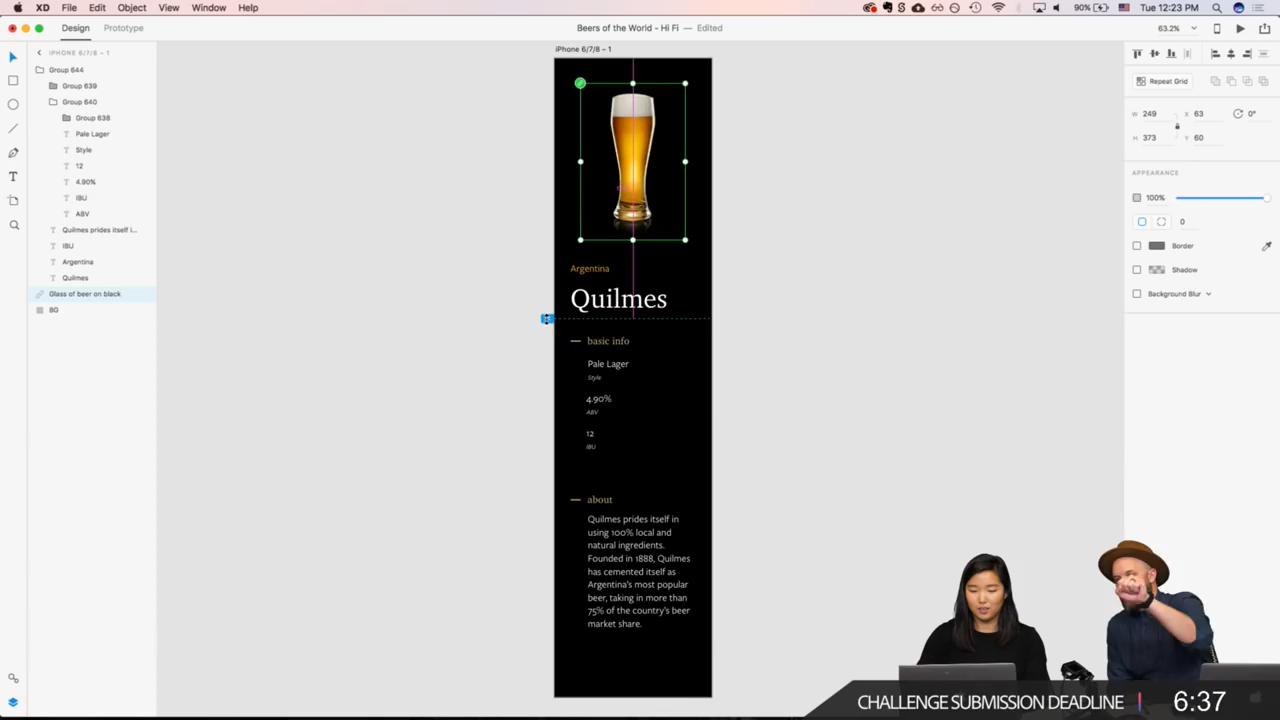 XD File Edit Object View Window Help
90% Tue 12:23 PM
Design Prototype
Beers of the World - Hi Fi — Edited
63.2%
IPHONE 6/7/8 – 1
Group 644
Group 639
Group 640
Group 638
Pale Lager
Style
12
4.90%
IBU
ABV
Quilmes prides itself i...
IBU
Argentina
Quilmes
Glass of beer on black
BG
iPhone 6/7/8 – 1
Argentina
Quilmes
basic info
Pale Lager
Style
4.90%
ABV
12
IBU
about
Quilmes prides itself in
using 100% local and
natural ingredients.
Founded in 1888, Quilmes
has cemented itself as
Argentina's most popular
beer, taking in more than
75% of the country's beer
market share.
Repeat Grid
W 249 X 63 0°
H 373 Y 60
APPEARANCE
100%
0
Border
Shadow
Background Blur
CHALLENGE SUBMISSION DEADLINE | 6:37